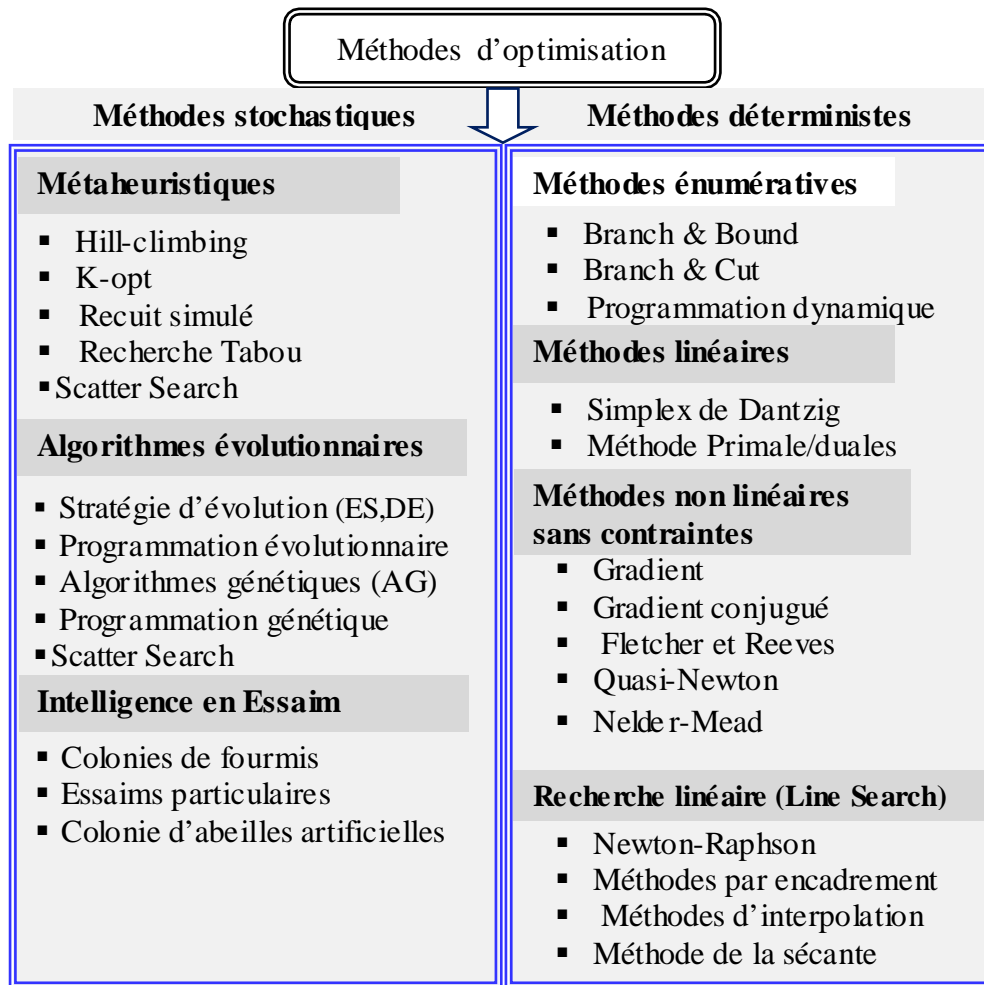 Méthodes d’optimisation
Méthodes stochastiques
Méthodes déterministes
Métaheuristiques
▪ Hill-climbing
▪ K-opt
▪ Recuit simulé
▪ Recherche Tabou
▪ Scatter Search
Algorithmes évolutionnaires
▪ Stratégie d’évolution (ES,DE)
▪ Programmation évolutionnaire
▪ Algorithmes génétiques (AG)
▪ Programmation génétique
▪ Scatter Search
Intelligence en Essaim
▪ Colonies de fourmis
▪ Essaims particulaires
▪ Colonie d’abeilles artificielles
Méthodes énumératives
▪ Branch & Bound
▪ Branch & Cut
▪ Programmation dynamique
Méthodes linéaires
▪ Simplex de Dantzig
▪ Méthode Primale/duales
Méthodes non linéaires
sans contraintes
▪ Gradient
▪ Gradient conjugué
▪ Fletcher et Reeves
▪ Quasi-Newton
▪ Nelder-Mead
Recherche linéaire (Line Search)
▪ Newton-Raphson
▪ Méthodes par encadrement
▪ Méthodes d’interpolation
▪ Méthode de la sécante